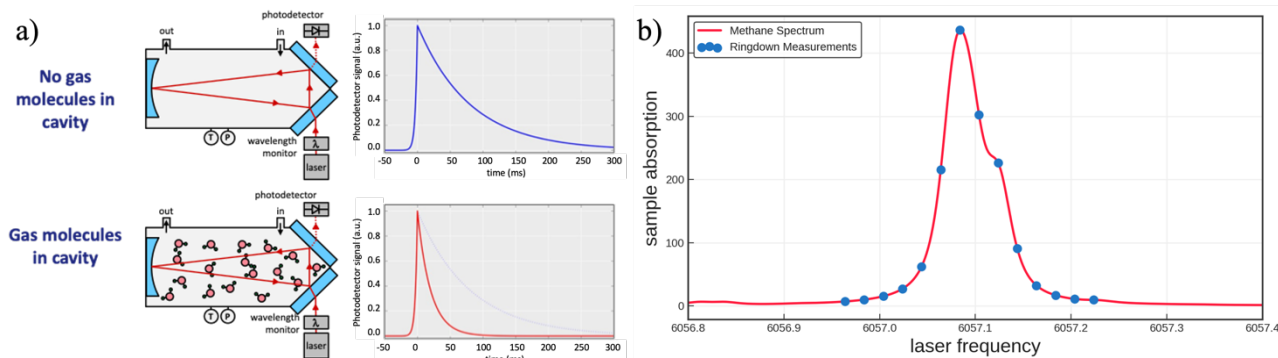 a)
No gas
molecules in
cavity
photodetector
out
in
T
P
wavelength
monitor
λ
laser
Photodetector signal (a.u.)
1.0
0.8
0.6
0.4
0.2
0.0
-50 0 50 100 150 200 250 300
time (ms)
Gas molecules
in cavity
photodetector
out
in
T
P
wavelength
monitor
λ
laser
Photodetector signal (a.u.)
1.0
0.8
0.6
0.4
0.2
0.0
-50 0 50 100 150 200 250 300
time (ms)
b)
Methane Spectrum
Ringdown Measurements
sample absorption
400
300
200
100
0
6056.8 6056.9 6057.0 6057.1 6057.2 6057.3 6057.4
laser frequency